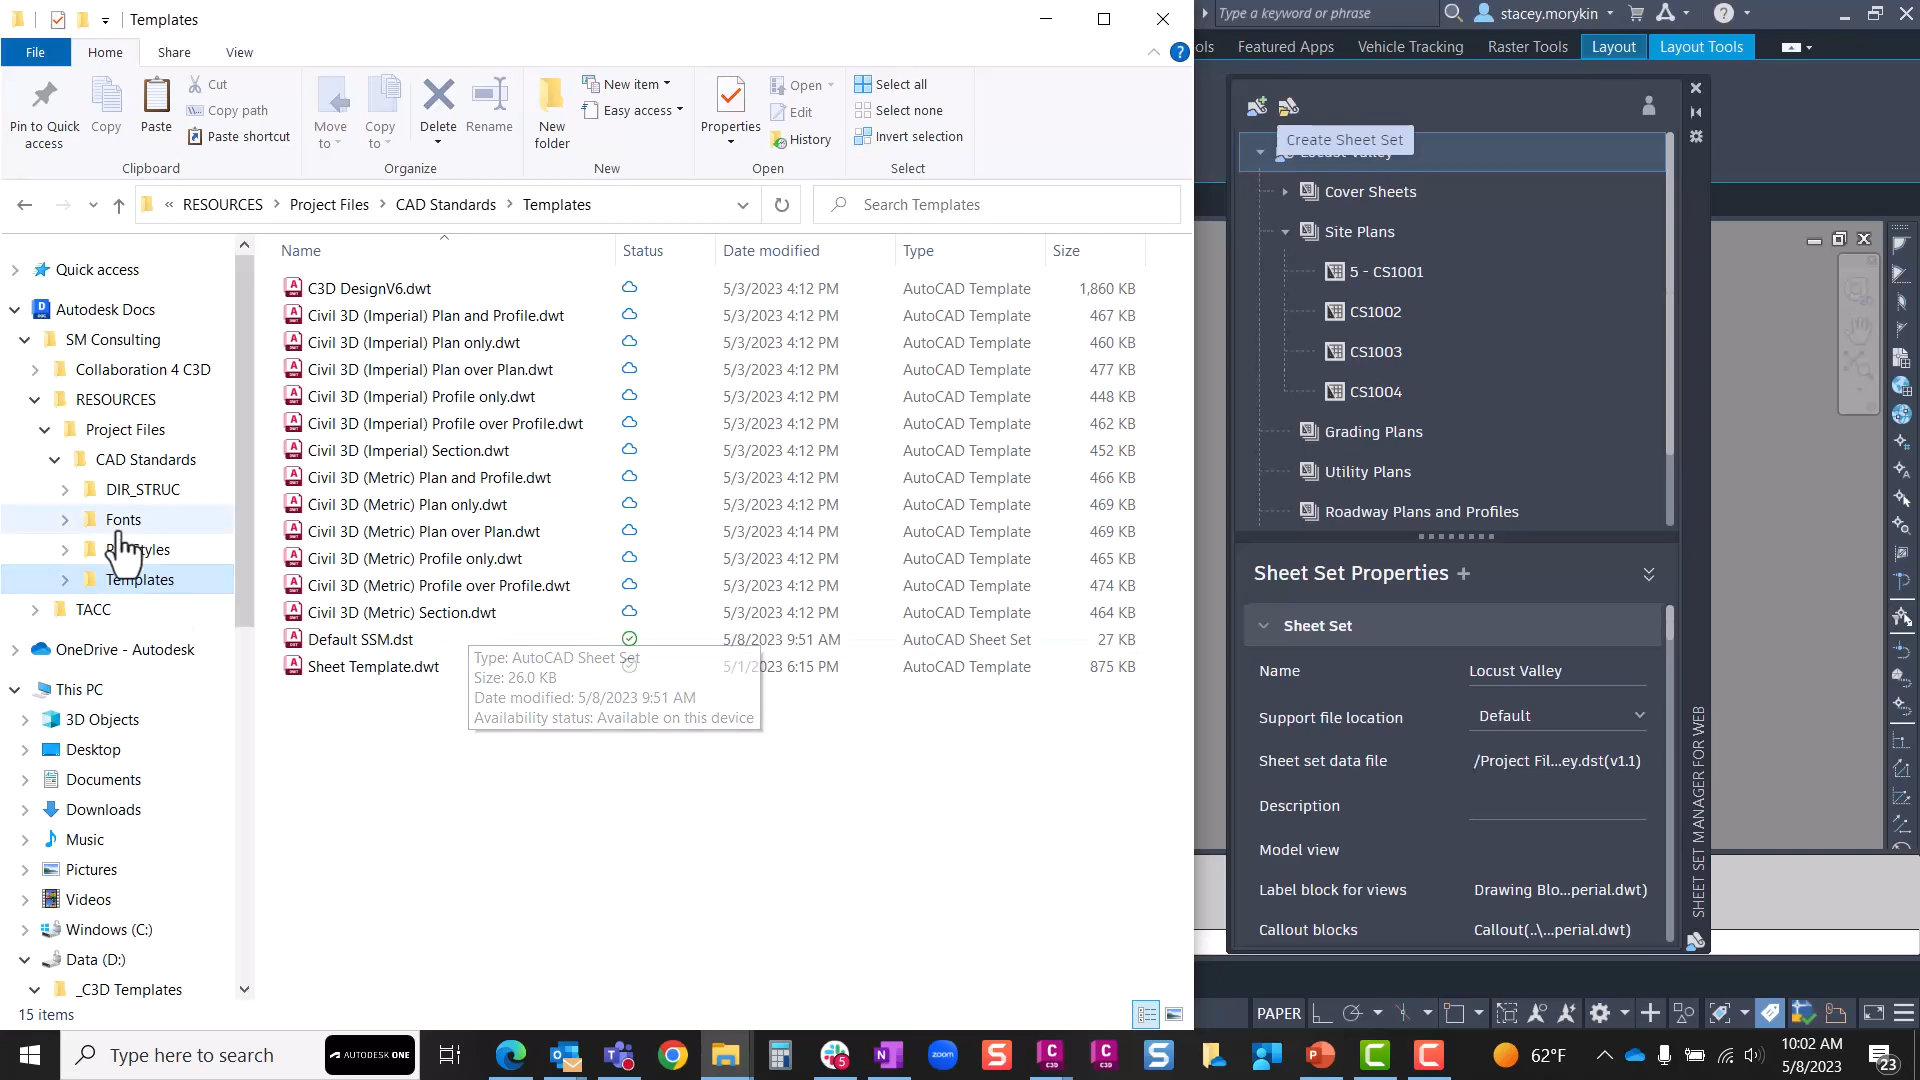 Templates
File
Home
Share
View
Pin to Quick access
Copy
Paste
Cut
Copy path
Paste shortcut
Clipboard
Move to
Copy to
Delete
Rename
Organize
New folder
New item
Easy access
New
Properties
Open
Edit
History
Open
Select all
Select none
Invert selection
Select
« RESOURCES > Project Files > CAD Standards > Templates
Search Templates
Name Status Date modified Type Size
Quick access
Autodesk Docs
SM Consulting
Collaboration 4 C3D
RESOURCES
Project Files
CAD Standards
DIR_STRUC
Fonts
Templates
TACC
OneDrive - Autodesk
This PC
3D Objects
Desktop
Documents
Downloads
Music
Pictures
Videos
Windows (C:)
Data (D:)
_C3D Templates
C3D DesignV6.dwt 5/3/2023 4:12 PM AutoCAD Template 1,860 KB
Civil 3D (Imperial) Plan and Profile.dwt 5/3/2023 4:12 PM AutoCAD Template 467 KB
Civil 3D (Imperial) Plan only.dwt 5/3/2023 4:12 PM AutoCAD Template 460 KB
Civil 3D (Imperial) Plan over Plan.dwt 5/3/2023 4:12 PM AutoCAD Template 477 KB
Civil 3D (Imperial) Profile only.dwt 5/3/2023 4:12 PM AutoCAD Template 448 KB
Civil 3D (Imperial) Profile over Profile.dwt 5/3/2023 4:12 PM AutoCAD Template 462 KB
Civil 3D (Imperial) Section.dwt 5/3/2023 4:12 PM AutoCAD Template 452 KB
Civil 3D (Metric) Plan and Profile.dwt 5/3/2023 4:12 PM AutoCAD Template 466 KB
Civil 3D (Metric) Plan only.dwt 5/3/2023 4:12 PM AutoCAD Template 469 KB
Civil 3D (Metric) Plan over Plan.dwt 5/3/2023 4:14 PM AutoCAD Template 469 KB
Civil 3D (Metric) Profile only.dwt 5/3/2023 4:12 PM AutoCAD Template 465 KB
Civil 3D (Metric) Profile over Profile.dwt 5/3/2023 4:12 PM AutoCAD Template 474 KB
Civil 3D (Metric) Section.dwt 5/3/2023 4:12 PM AutoCAD Template 464 KB
Default SSM.dst 5/8/2023 9:51 AM AutoCAD Sheet Set 27 KB
Sheet Template.dwt 5/1/2023 6:15 PM AutoCAD Template 875 KB
Type: AutoCAD Sheet Set
Size: 26.0 KB
Date modified: 5/8/2023 9:51 AM
Availability status: Available on this device
15 items
Type a keyword or phrase
stacey.morykin
Featured Apps
Vehicle Tracking
Raster Tools
Layout
Layout Tools
Create Sheet Set
Locust Valley
Cover Sheets
Site Plans
5 - CS1001
CS1002
CS1003
CS1004
Grading Plans
Utility Plans
Roadway Plans and Profiles
Sheet Set Properties
Sheet Set
Name Locust Valley
Support file location Default
Sheet set data file /Project Fil...ey.dst(v1.1)
Description
Model view
Label block for views Drawing Blo...perial.dwt)
Callout blocks Callout(..\...perial.dwt)
SHEET SET MANAGER FOR WEB
PAPER
Type here to search
AUTODESK ONE
zoom
C3D
C3D
5
62°F
10:02 AM
5/8/2023
23